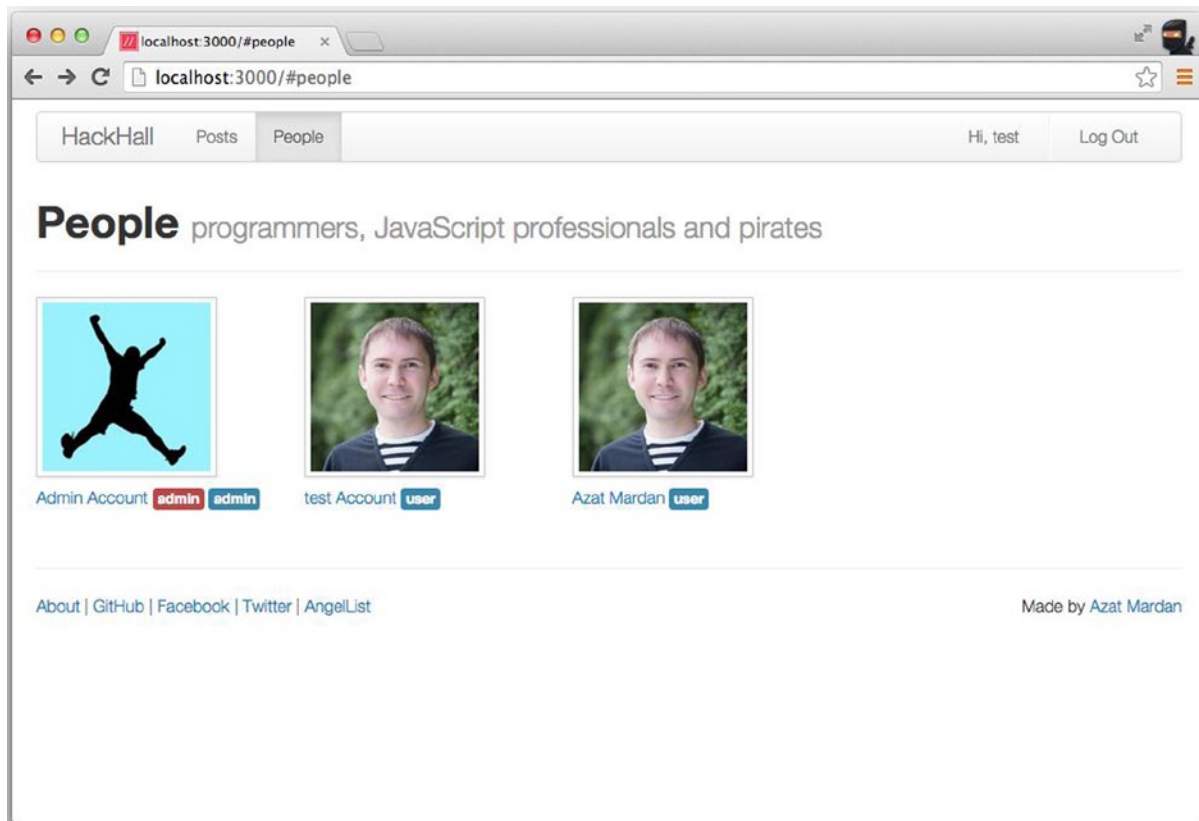 localhost:3000/#people
localhost:3000/#people
HackHall Posts People Hi, test Log Out
People programmers, JavaScript professionals and pirates
Admin Account admin admin test Account user Azat Mardan user
About | GitHub | Facebook | Twitter | AngelList Made by Azat Mardan